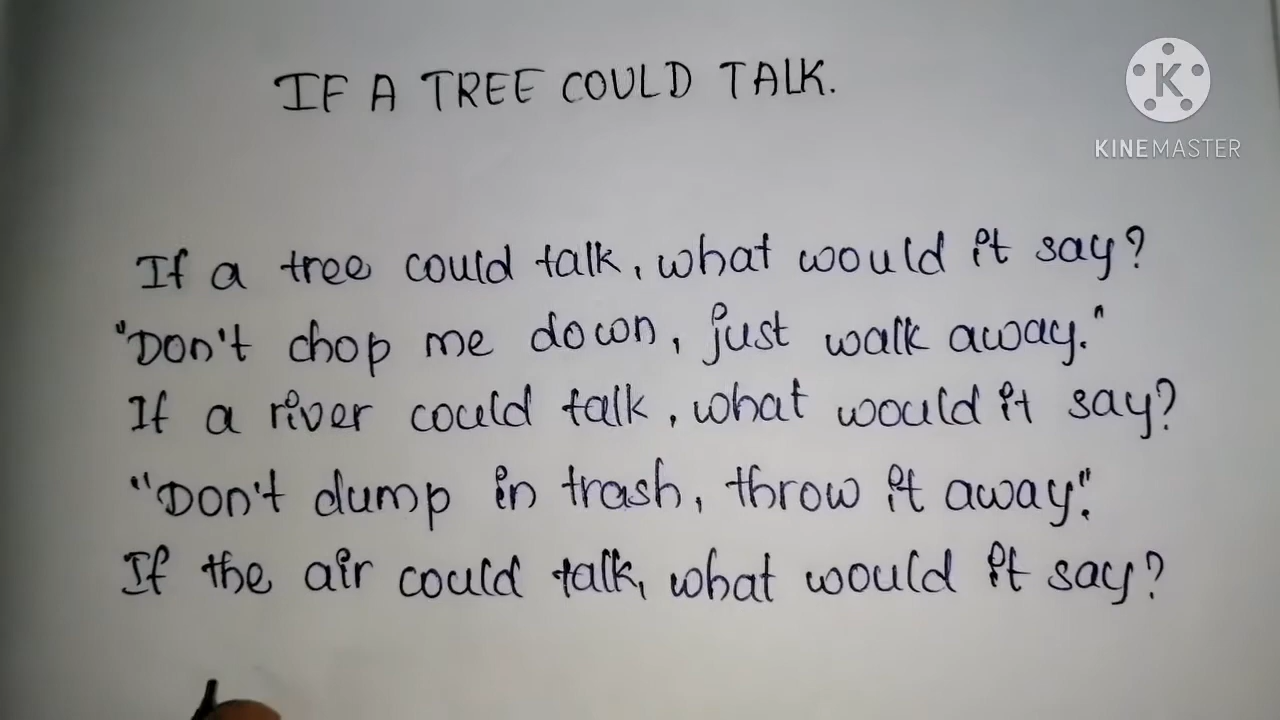 IF A TREE COULD TALK.
K
KINEMASTER
If a tree could talk, what would it say?
"Don't chop me down, just walk away."
If a river could talk, what would it say?
"Don't dump in trash, throw it away".
If the air could talk, what would it say?